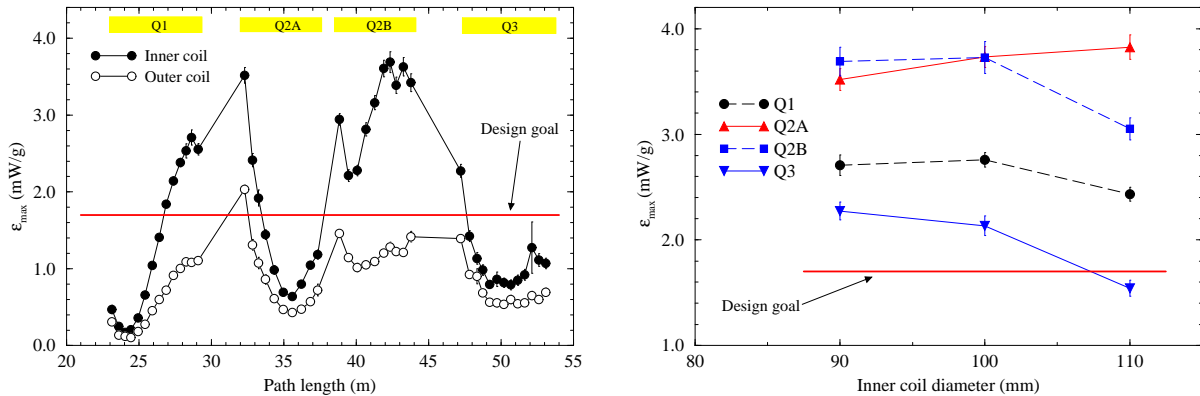 Q1 Q2A Q2B Q3
4.0
Inner coil
Outer coil
3.0
Design goal
2.0
1.0
0.0
20 25 30 35 40 45 50 55
Path length (m)
εmax (mW/g)
4.0
Q1
Q2A
Q2B
Q3
3.0
2.0
Design goal
1.0
80 90 100 110
Inner coil diameter (mm)
εmax (mW/g)